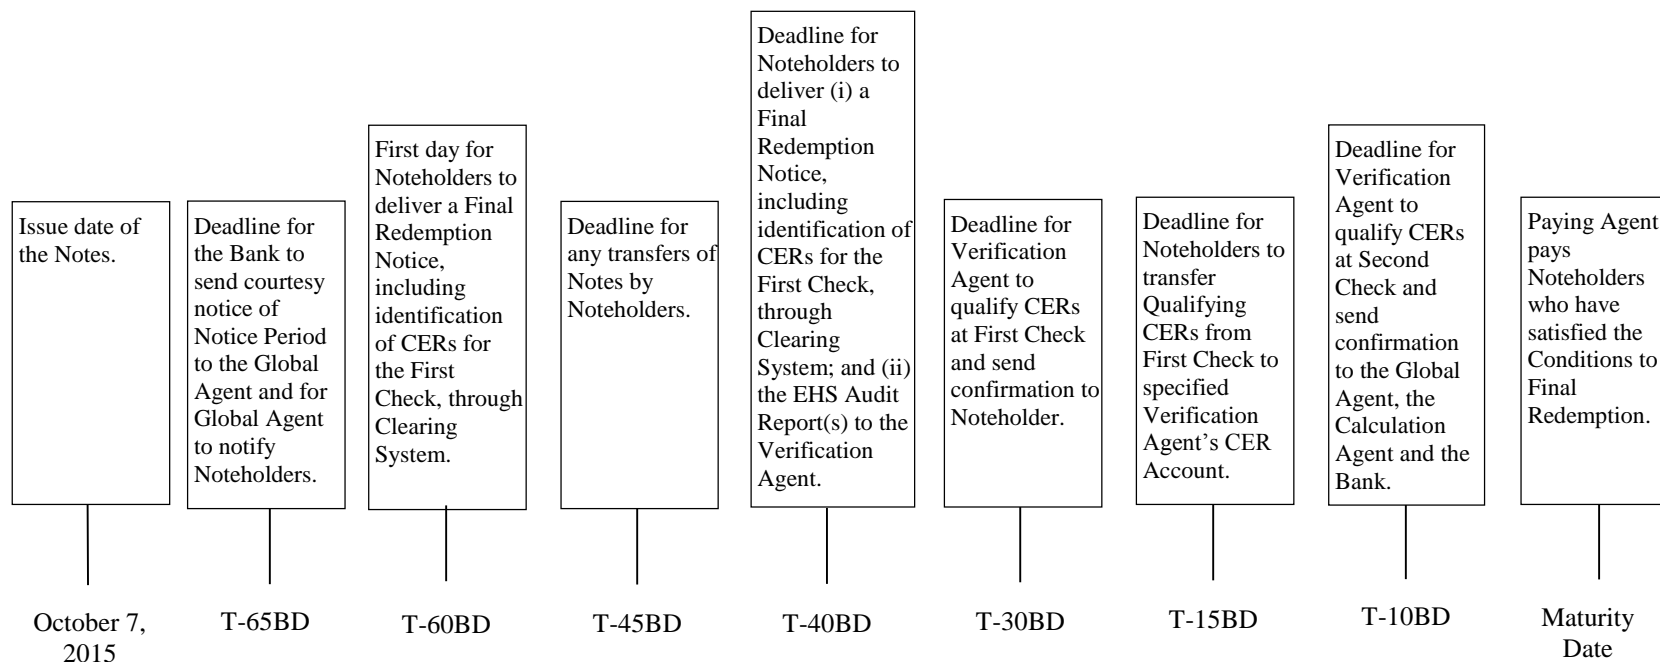 Issue date of
the Notes.
Deadline for
the Bank to
send courtesy
notice of
Notice Period
to the Global
Agent and for
Global Agent
to notify
Noteholders.
First day for
Noteholders to
deliver a Final
Redemption
Notice,
including
identification
of CERs for
the First
Check, through
Clearing
System.
Deadline for
any transfers of
Notes by
Noteholders.
Deadline for
Noteholders to
deliver (i) a
Final
Redemption
Notice,
including
identification of
CERs for the
First Check,
through
Clearing
System; and (ii)
the EHS Audit
Report(s) to the
Verification
Agent.
Deadline for
Verification
Agent to
qualify CERs
at First Check
and send
confirmation to
Noteholder.
Deadline for
Noteholders to
transfer
Qualifying
CERs from
First Check to
specified
Verification
Agent’s CER
Account.
Deadline for
Verification
Agent to
qualify CERs
at Second
Check and
send
confirmation
to the Global
Agent, the
Calculation
Agent and the
Bank.
Paying Agent
pays
Noteholders
who have
satisfied the
Conditions to
Final
Redemption.
October 7,
2015
T-65BD
T-60BD
T-45BD
T-40BD
T-30BD
T-15BD
T-10BD
Maturity
Date